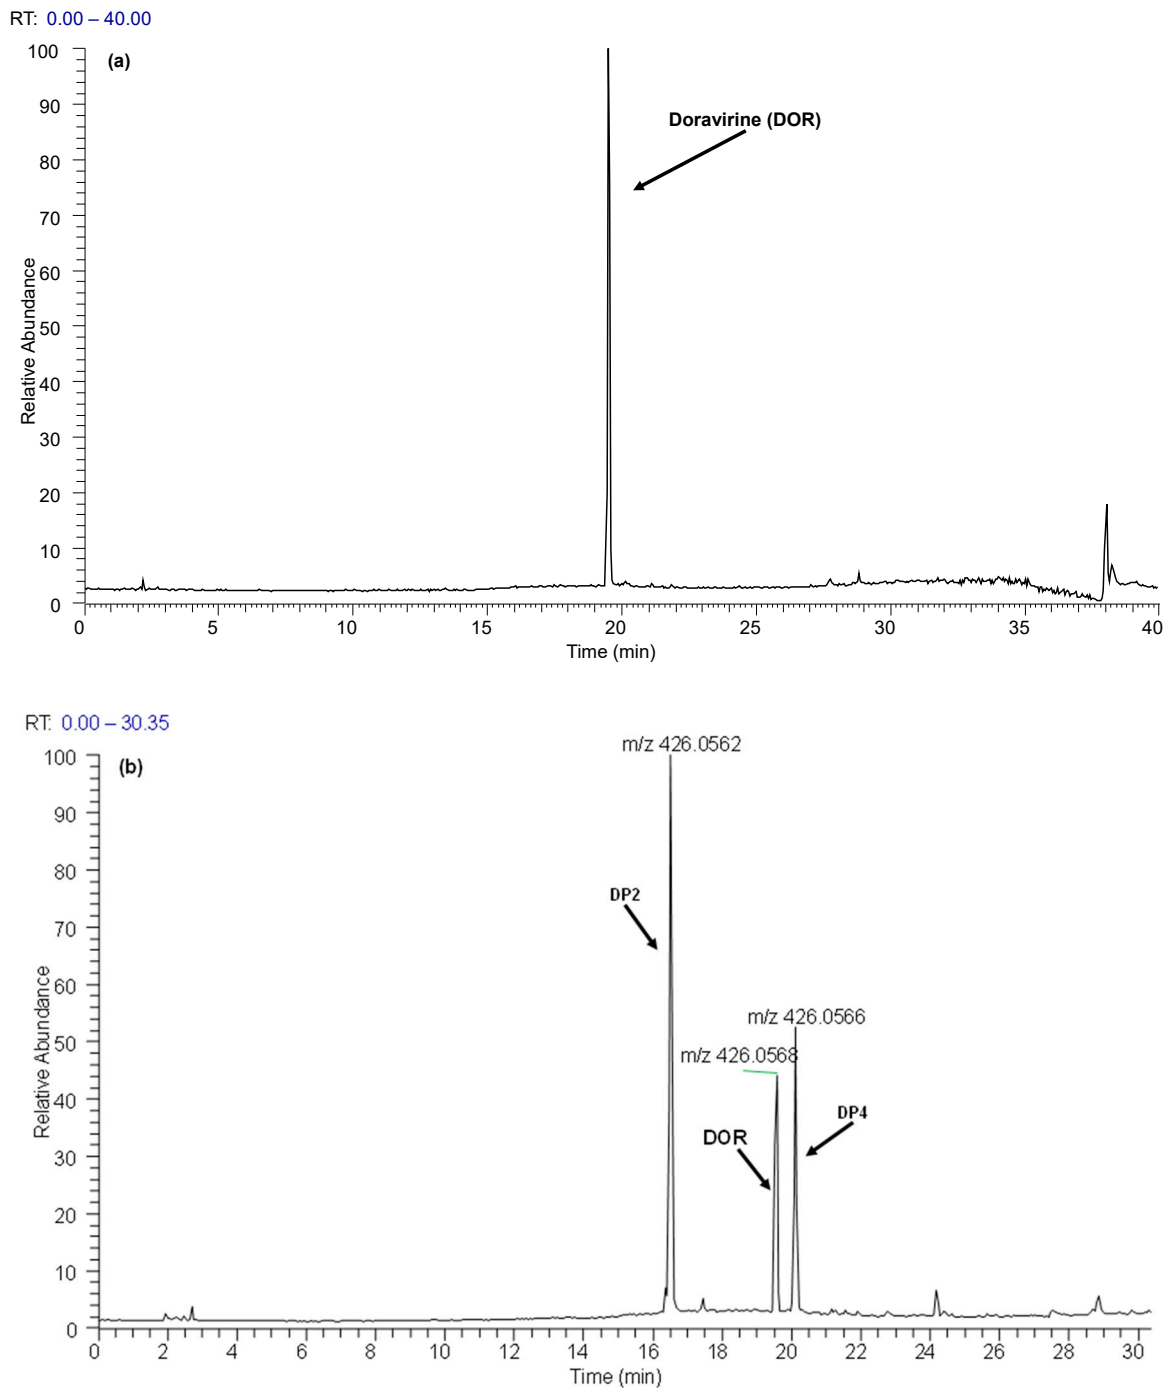 RT: 0.00 – 40.00
(a)
Doravirine (DOR)
Relative Abundance
100
90
80
70
60
50
40
30
20
10
0
0 5 10 15 20 25 30 35 40
Time (min)
RT: 0.00 – 30.35
(b)
m/z 426.0562
DP2
m/z 426.0566
m/z 426.0568
DP4
DOR
Relative Abundance
100
90
80
70
60
50
40
30
20
10
0
0 2 4 6 8 10 12 14 16 18 20 22 24 26 28 30
Time (min)